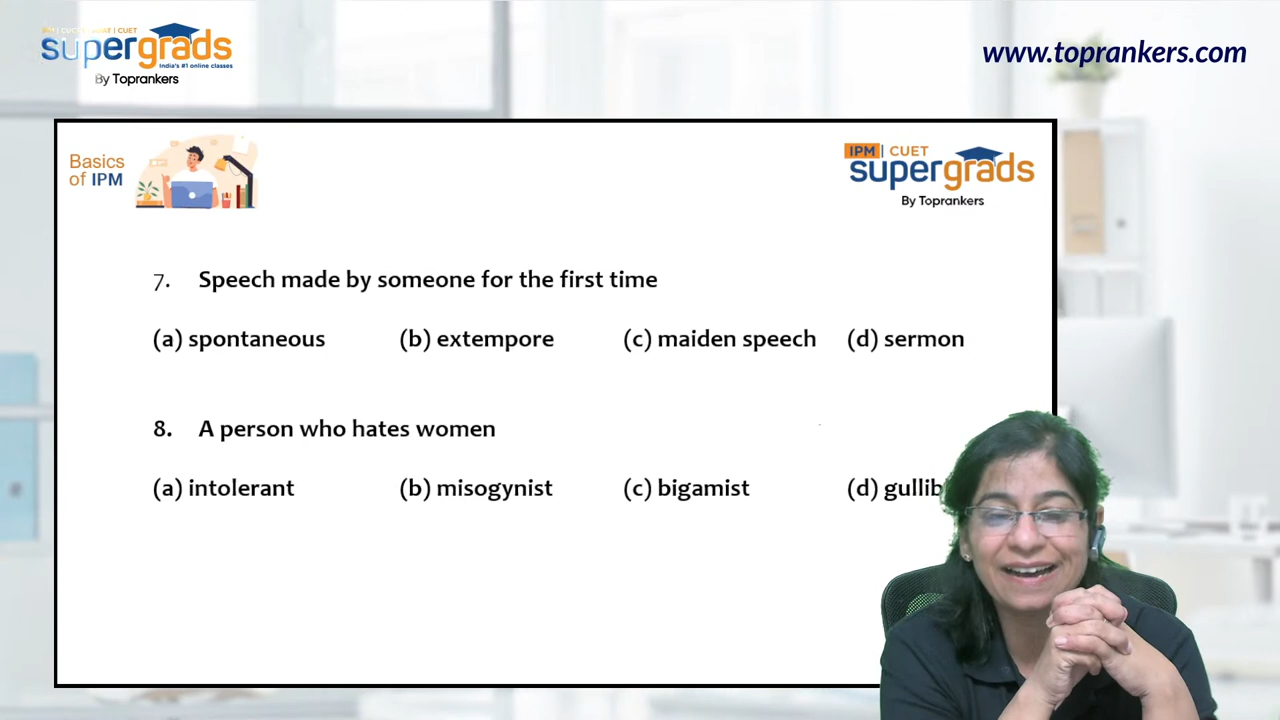 supergrads
India's #1 online classes
By Toprankers
www.toprankers.com
Basics
of IPM
IPM | CUET
supergrads
By Toprankers
7. Speech made by someone for the first time
(a) spontaneous (b) extempore (c) maiden speech (d) sermon
8. A person who hates women
(a) intolerant (b) misogynist (c) bigamist (d)